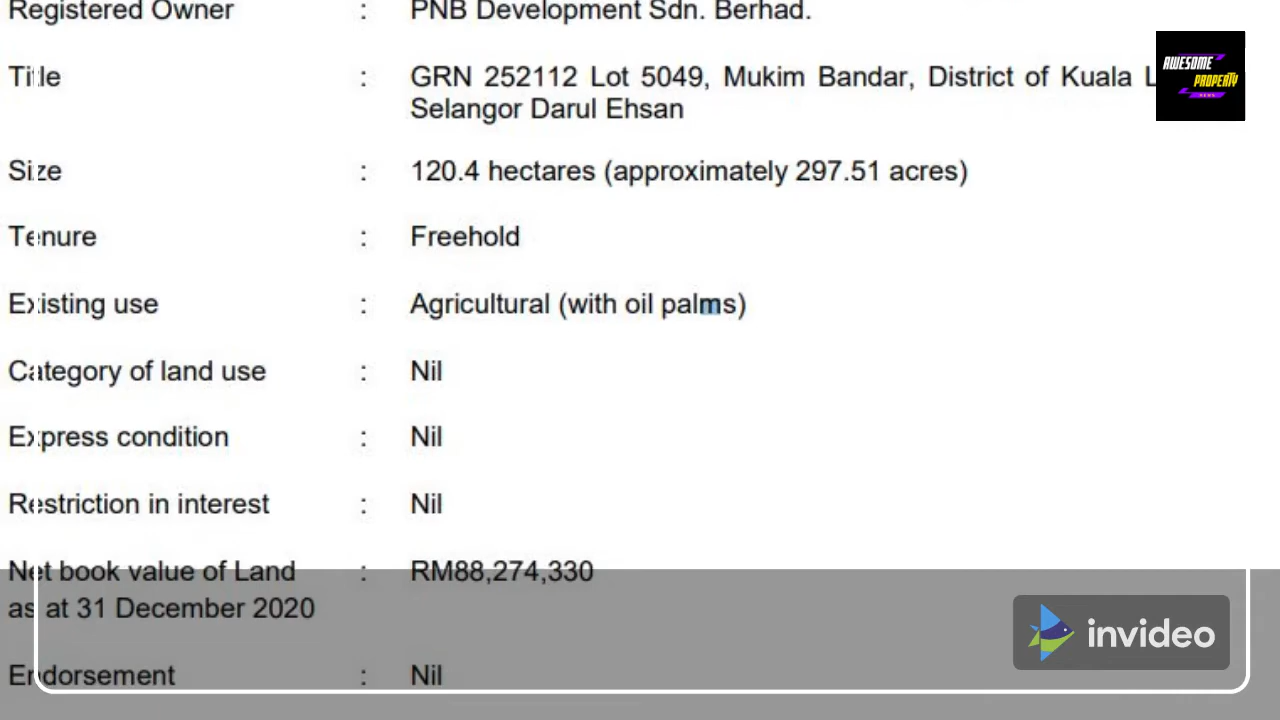 Registered Owner : PNB Development Sdn. Berhad.
Title : GRN 252112 Lot 5049, Mukim Bandar, District of Kuala L
Selangor Darul Ehsan
Size : 120.4 hectares (approximately 297.51 acres)
Tenure : Freehold
Existing use : Agricultural (with oil palms)
Category of land use : Nil
Express condition : Nil
Restriction in interest : Nil
Net book value of Land : RM88,274,330
as at 31 December 2020
Endorsement : Nil
AWESOME
PROPERTY
NEWS
invideo